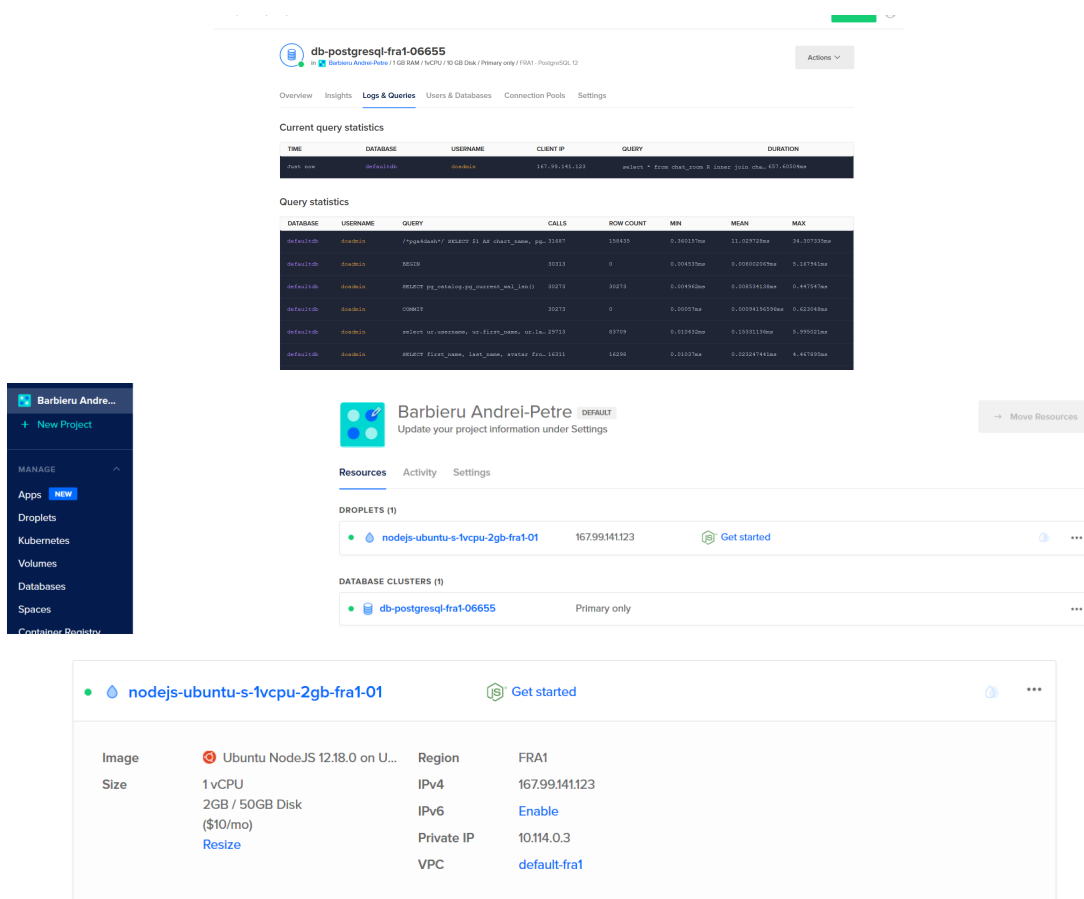 db-postgresql-fra1-06655
in Barbieru Andrei-Petre / 1 GB RAM / 1vCPU / 10 GB Disk / Primary only / FRA1 - PostgreSQL 12
Actions
Overview Insights Logs & Queries Users & Databases Connection Pools Settings
Current query statistics
TIME DATABASE USERNAME CLIENT IP QUERY DURATION
Just now defaultdb doadmin 167.99.141.123 select * from chat_room R inner join cha… 657.60509ms
Query statistics
DATABASE USERNAME QUERY CALLS ROW COUNT MIN MEAN MAX
defaultdb doadmin /*pga4dash*/ SELECT $1 AS chart_name, pg… 31687 158435 0.360187ms 11.029728ms 34.307335ms
defaultdb doadmin BEGIN 30313 0 0.004535ms 0.008002069ms 5.167941ms
defaultdb doadmin SELECT pg_catalog.pg_current_wal_lsn() 30273 30273 0.004962ms 0.008534138ms 0.447547ms
defaultdb doadmin COMMIT 30273 0 0.00057ms 0.00094196596ms 0.623048ms
defaultdb doadmin select ur.username, ur.first_name, ur.la… 29713 83709 0.010432ms 0.15331136ms 5.995021ms
defaultdb doadmin SELECT first_name, last_name, avatar fro… 16311 16298 0.01037ms 0.023247441ms 4.467895ms
Barbieru Andre...
+ New Project
MANAGE
Apps NEW
Droplets
Kubernetes
Volumes
Databases
Spaces
Container Registry
Barbieru Andrei-Petre DEFAULT
Update your project information under Settings
→ Move Resources
Resources Activity Settings
DROPLETS (1)
nodejs-ubuntu-s-1vcpu-2gb-fra1-01 167.99.141.123 Get started
DATABASE CLUSTERS (1)
db-postgresql-fra1-06655 Primary only
nodejs-ubuntu-s-1vcpu-2gb-fra1-01 Get started
Image Ubuntu NodeJS 12.18.0 on U...
Size 1 vCPU
2GB / 50GB Disk
($10/mo)
Resize
Region FRA1
IPv4 167.99.141.123
IPv6 Enable
Private IP 10.114.0.3
VPC default-fra1